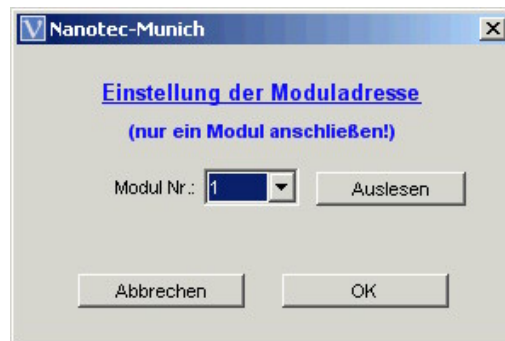 Nanotec-Munich
Einstellung der Moduladresse
(nur ein Modul anschließen!)
Modul Nr.: 1 Auslesen
Abbrechen OK